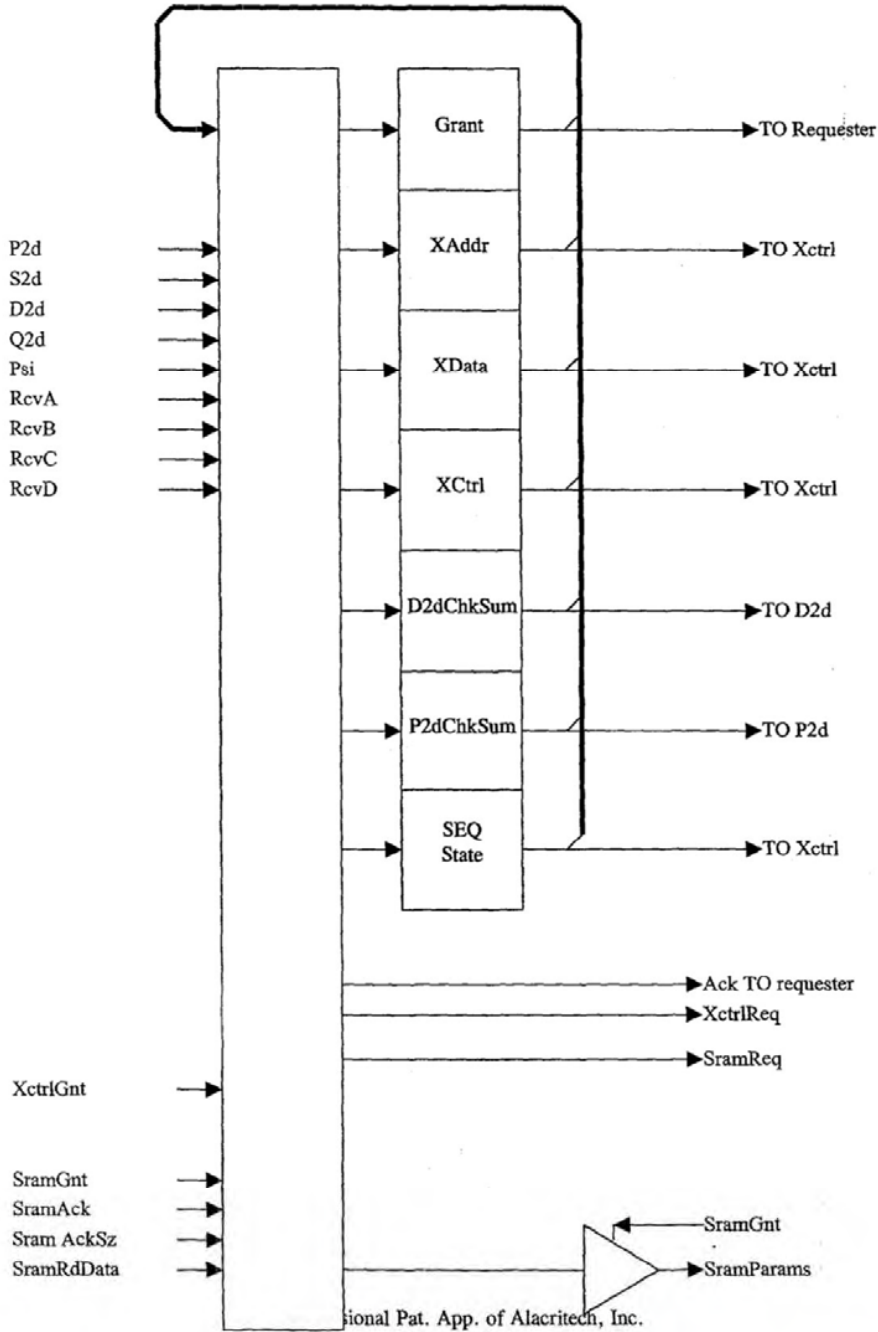 Grant TO Requester
P2d XAddr TO Xctrl
S2d
D2d
Q2d
Psi XData TO Xctrl
RcvA
RcvB
RcvC
RcvD XCtrl TO Xctrl
D2dChkSum TO D2d
P2dChkSum TO P2d
SEQ
State TO Xctrl
Ack TO requester
XctrlReq
SramReq
XctrlGnt
SramGnt
SramAck
SramGnt
Sram AckSz
SramRdData SramParams
sional Pat. App. of Alacritech, Inc.